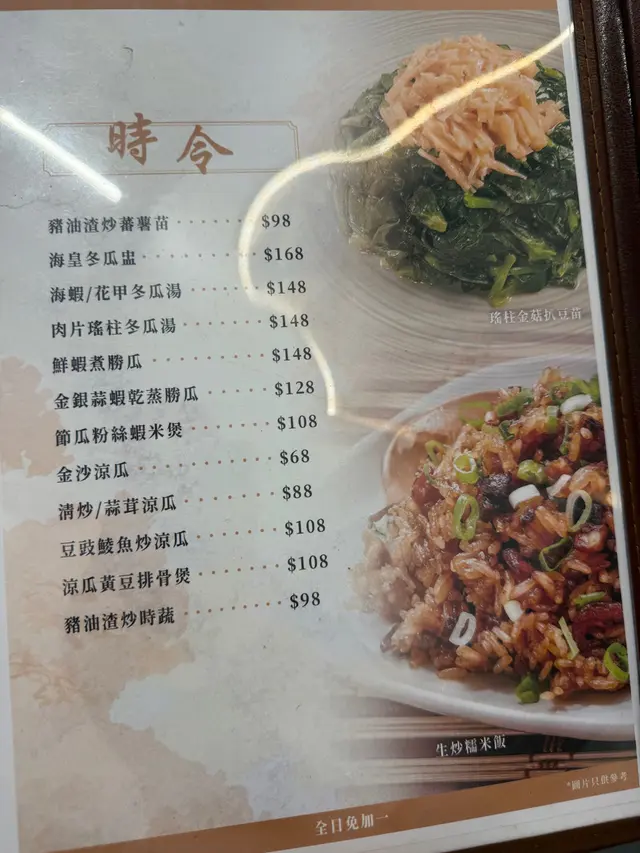 時令
豬油渣炒蕃薯苗 $98
海皇冬瓜盅 $168
海蝦/花甲冬瓜湯 $148
肉片瑤柱冬瓜湯 $148
鮮蝦煮勝瓜 $148
金銀蒜蝦乾蒸勝瓜 $128
節瓜粉絲蝦米煲 $108
金沙涼瓜 $68
清炒/蒜茸涼瓜 $88
豆豉鯪魚炒涼瓜 $108
涼瓜黃豆排骨煲 $108
豬油渣炒時蔬 $98
瑤柱金菇扒豆苗
生炒糯米飯
*圖片只供參考
全日免加一